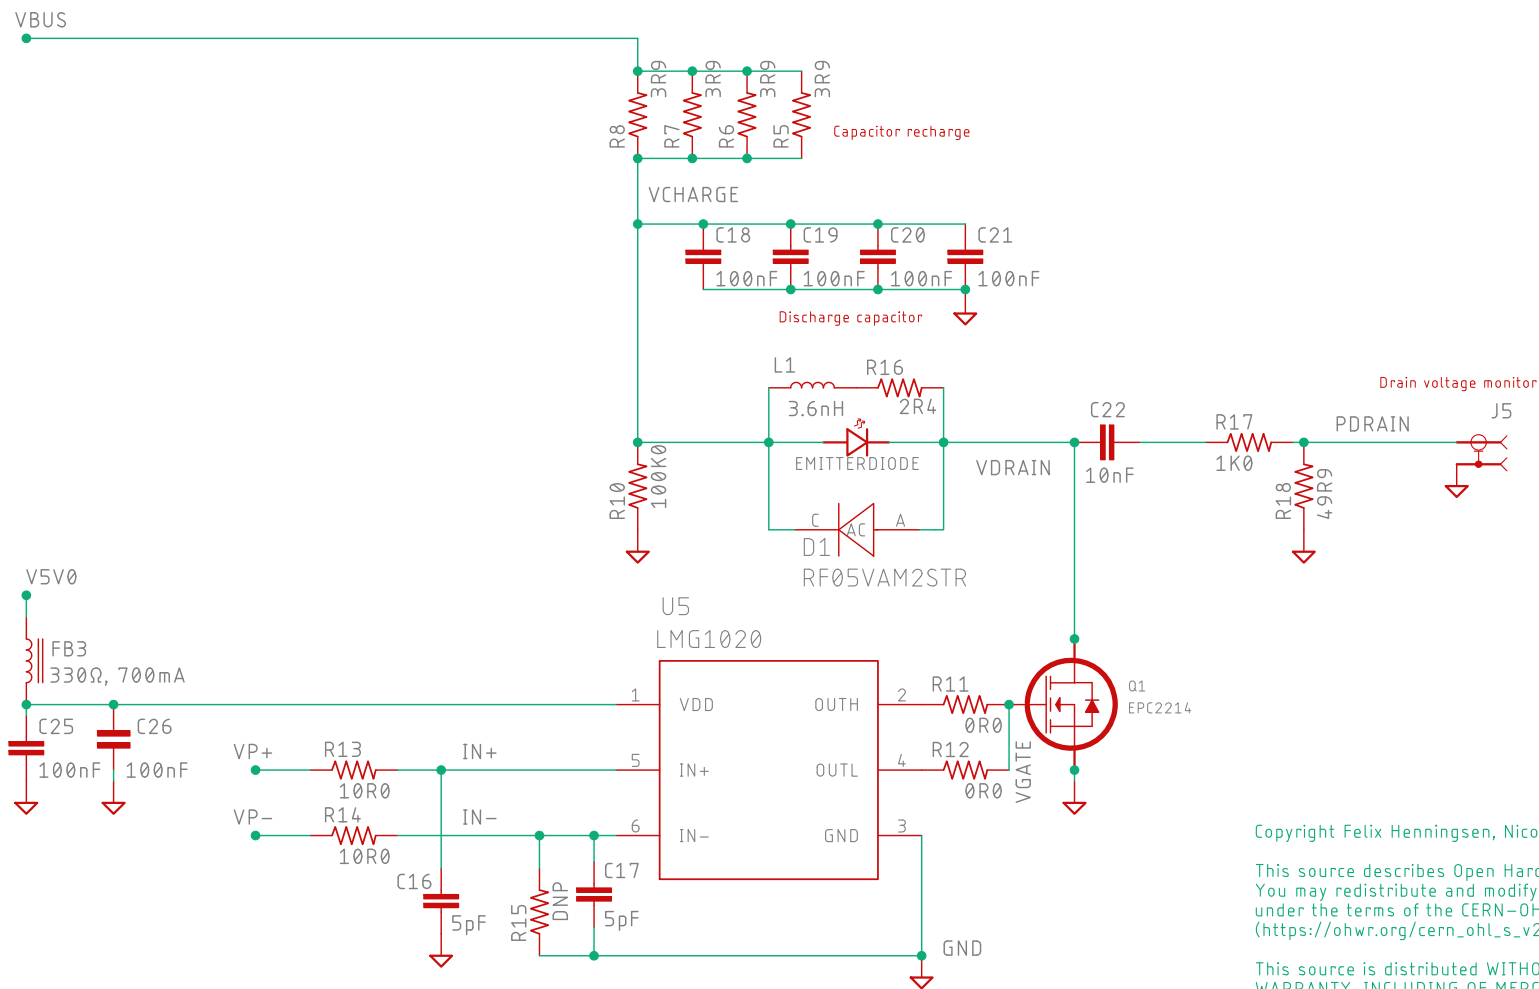 VBUS
3R9
3R9
3R9
3R9
R8
R7
R6
R5
Capacitor recharge
VCHARGE
C18
C19
C20
C21
100nF
100nF
100nF
100nF
Discharge capacitor
L1
R16
3.6nH
2R4
Drain voltage monitor
J5
C22
R17
PDRAIN
EMITTERDIODE
VDRAIN
10nF
1K0
R10
100K0
R18
49R9
C
AC
A
D1
RF05VAM2STR
V5V0
U5
LMG1020
FB3
330Ω, 700mA
1
VDD
OUTH
2
R11
0R0
Q1
EPC2214
C25
C26
100nF
100nF
VP+
R13
IN+
5
IN+
OUTL
4
R12
0R0
VGATE
10R0
VP-
R14
IN-
6
IN-
GND
3
10R0
C16
5pF
R15
DNP
C17
5pF
GND
Copyright Felix Henningsen, Nico
This source describes Open Hard
You may redistribute and modify
under the terms of the CERN-OH
(https://ohwr.org/cern_ohl_s_v2
This source is distributed WITHO
WARRANTY, INCLUDING OF MERC